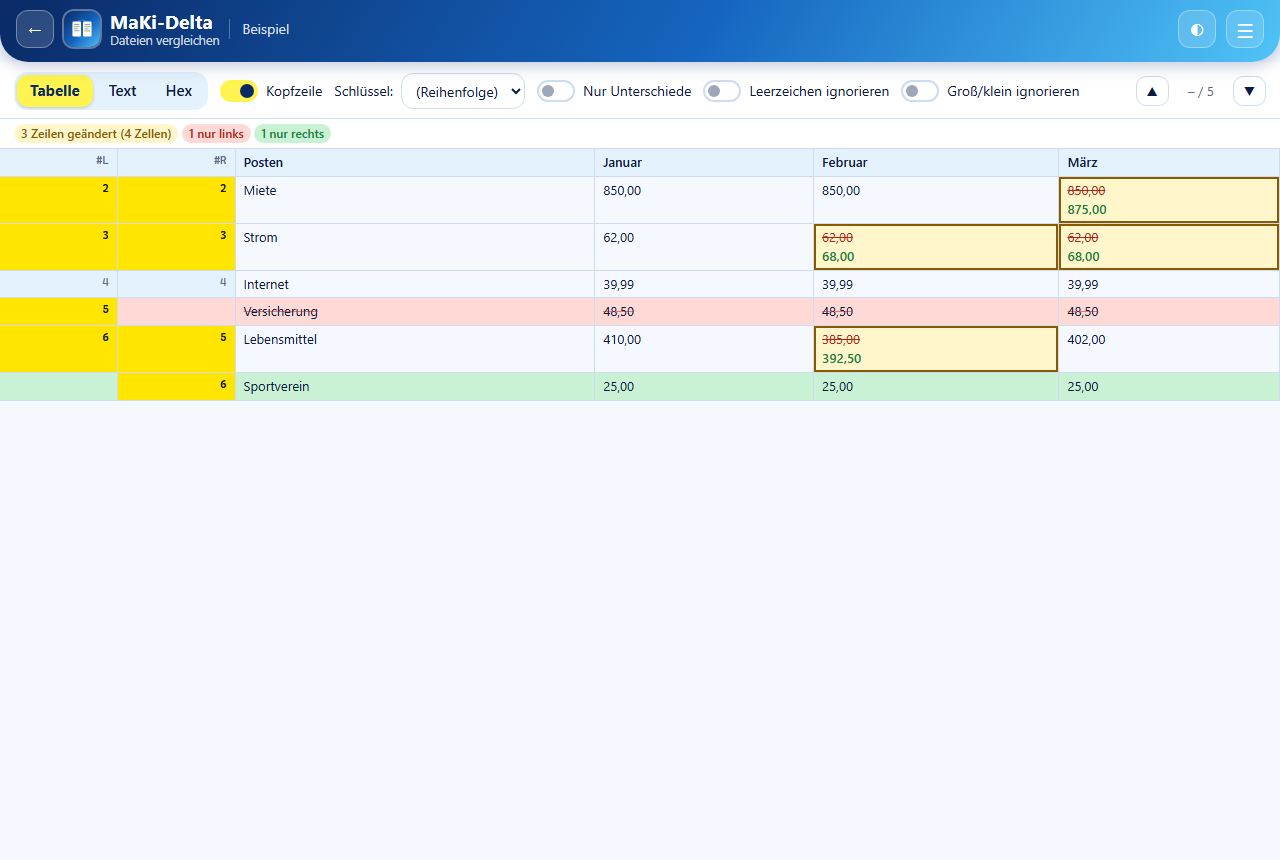 ←
MaKi-Delta
Dateien vergleichen
Beispiel
Tabelle Text Hex Kopfzeile Schlüssel: (Reihenfolge) Nur Unterschiede Leerzeichen ignorieren Groß/klein ignorieren ▲ – / 5 ▼
3 Zeilen geändert (4 Zellen) 1 nur links 1 nur rechts
#L #R Posten Januar Februar März
2 2 Miete 850,00 850,00 850,00
875,00
3 3 Strom 62,00 62,00 62,00
68,00 68,00
4 4 Internet 39,99 39,99 39,99
5 Versicherung 48,50 48,50 48,50
6 5 Lebensmittel 410,00 385,00 402,00
392,50
6 Sportverein 25,00 25,00 25,00